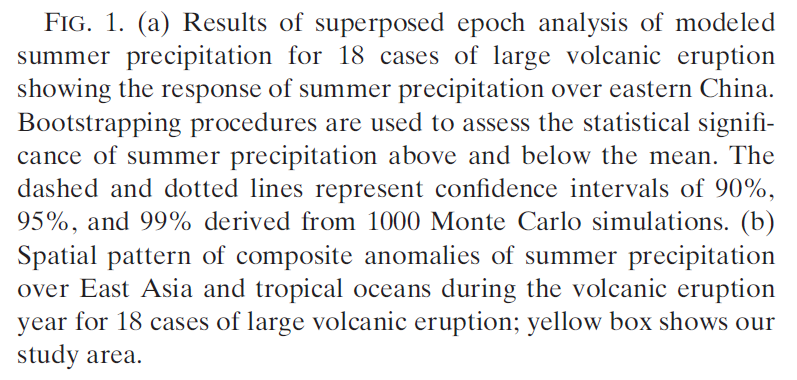 FIG. 1. (a) Results of superposed epoch analysis of modeled
summer precipitation for 18 cases of large volcanic eruption
showing the response of summer precipitation over eastern China.
Bootstrapping procedures are used to assess the statistical signifi-
cance of summer precipitation above and below the mean. The
dashed and dotted lines represent confidence intervals of 90%,
95%, and 99% derived from 1000 Monte Carlo simulations. (b)
Spatial pattern of composite anomalies of summer precipitation
over East Asia and tropical oceans during the volcanic eruption
year for 18 cases of large volcanic eruption; yellow box shows our
study area.